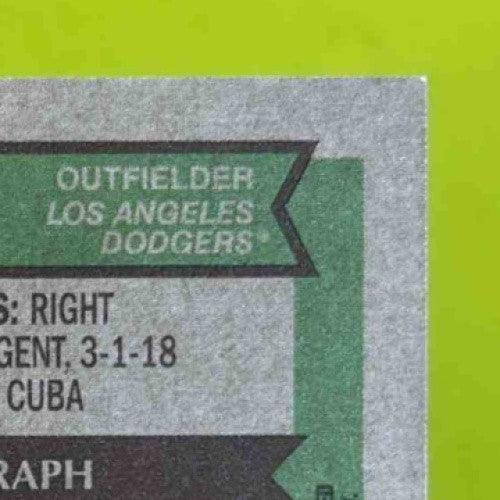 OUTFIELDER
LOS ANGELES
DODGERS®
S: RIGHT
GENT, 3-1-18
CUBA
RAPH